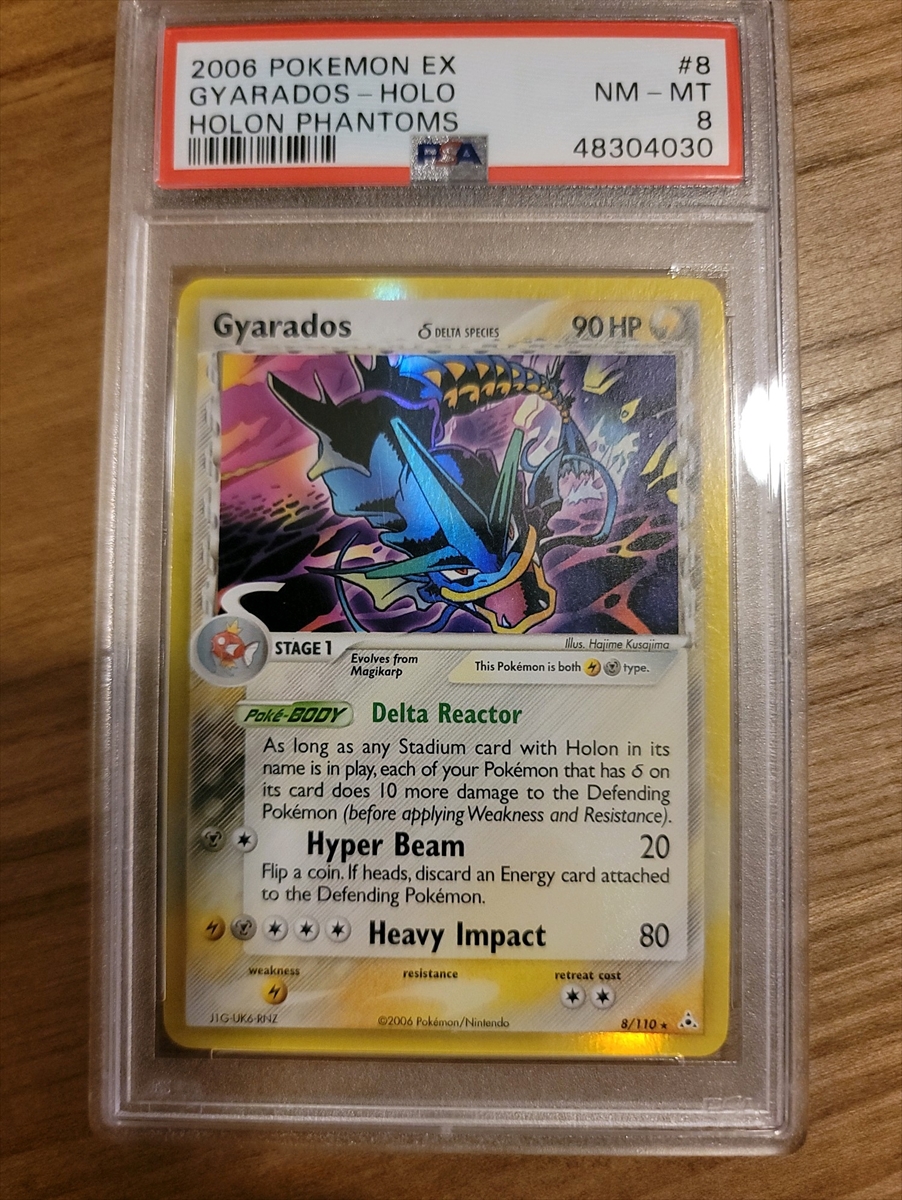 2006 POKEMON EX #8
GYARADOS - HOLO NM - MT
HOLON PHANTOMS 8
PSA 48304030
Gyarados δ DELTA SPECIES 90 HP
Illus. Hajime Kusajima
STAGE 1 Evolves from
Magikarp
This Pokémon is both type.
Poké-BODY Delta Reactor
As long as any Stadium card with Holon in its
name is in play, each of your Pokémon that has δ on
its card does 10 more damage to the Defending
Pokémon (before applying Weakness and Resistance).
Hyper Beam 20
Flip a coin. If heads, discard an Energy card attached
to the Defending Pokémon.
Heavy Impact 80
weakness resistance retreat cost
J1G-UK6-RNZ ©2006 Pokémon/Nintendo 8/110 ★